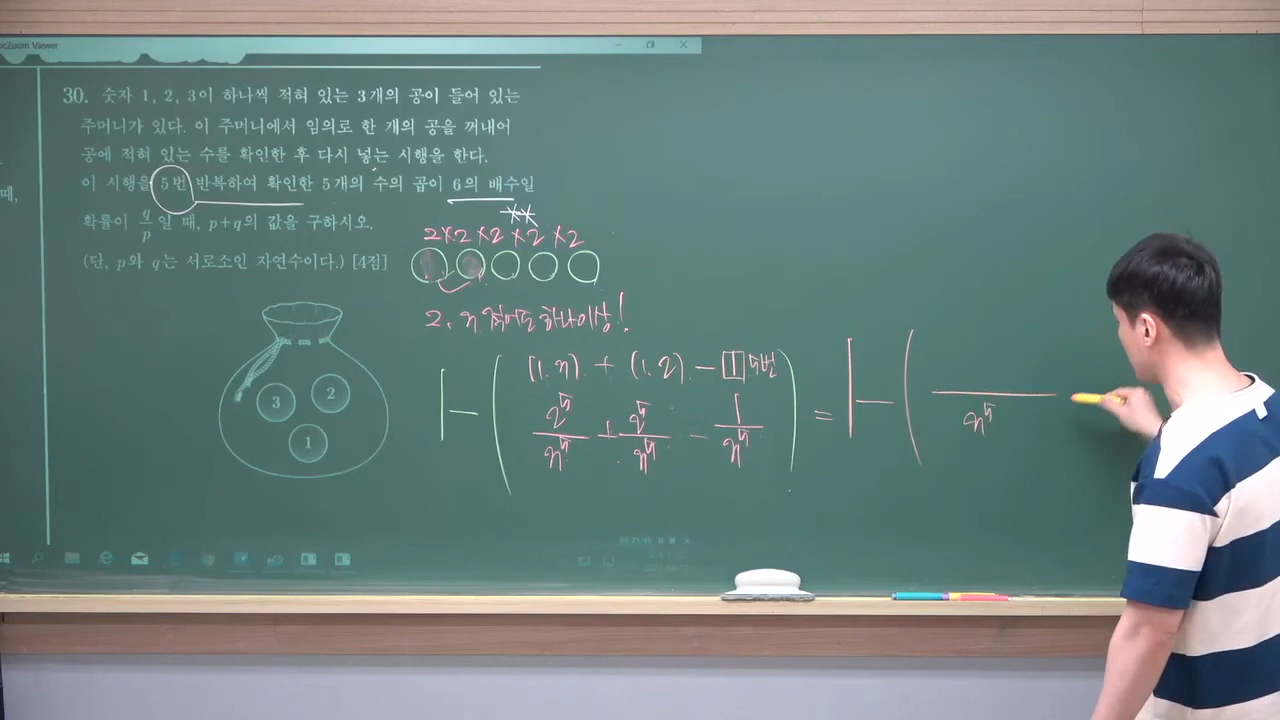 ocZoom Viewer
30. 숫자 1, 2, 3이 하나씩 적혀 있는 3개의 공이 들어 있는
주머니가 있다. 이 주머니에서 임의로 한 개의 공을 꺼내어
공에 적혀 있는 수를 확인한 후 다시 넣는 시행을 한다.
때,
이 시행을 5번 반복하여 확인한 5개의 수의 곱이 6의 배수일
확률이 q/p일 때, p+q의 값을 구하시오.
(단, p와 q는 서로소인 자연수이다.) [4점]
2×2×2×2×2
2, 3 적어도 하나이상!
1 - ( (1,3) + (1,2) - 1 5번
2⁵/3⁵ + 2⁵/3⁵ - 1/3⁵ ) = 1 - ( /3⁵
3
2
1